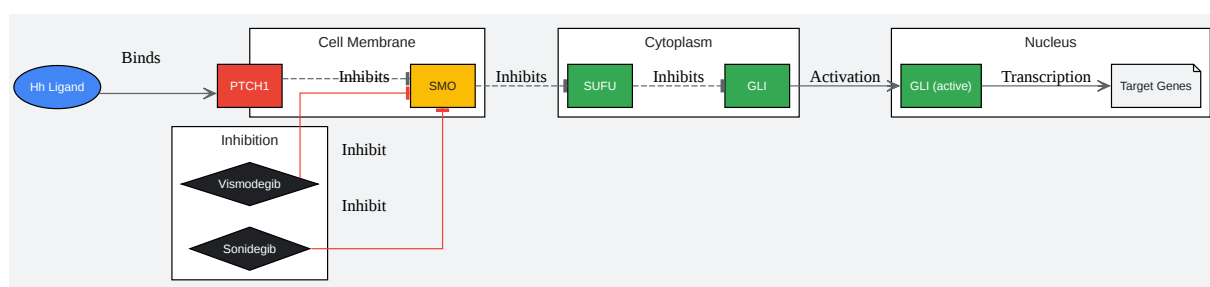 Cell Membrane
Cytoplasm
Nucleus
Binds
Hh Ligand
PTCH1
Inhibits
SMO
Inhibits
SUFU
Inhibits
GLI
Activation
GLI (active)
Transcription
Target Genes
Inhibition
Inhibit
Vismodegib
Inhibit
Sonidegib